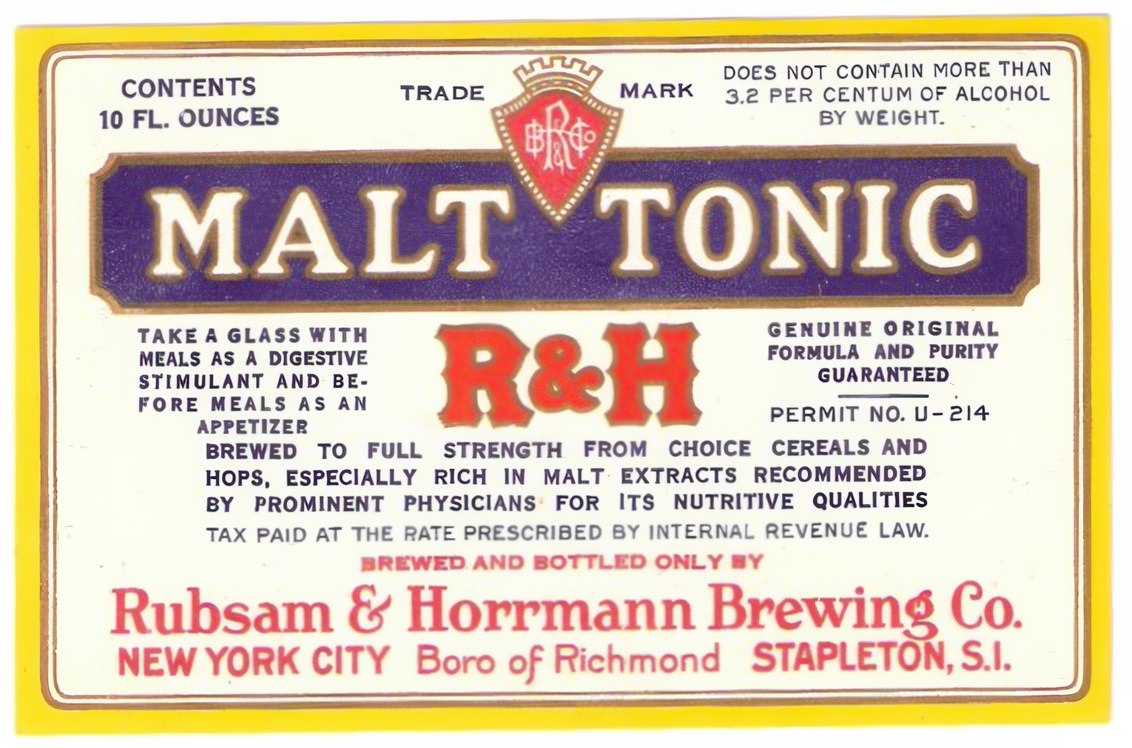 CONTENTS
10 FL. OUNCES
TRADE MARK
R&H B Co
DOES NOT CONTAIN MORE THAN
3.2 PER CENTUM OF ALCOHOL
BY WEIGHT.
MALT TONIC
TAKE A GLASS WITH
MEALS AS A DIGESTIVE
STIMULANT AND BE-
FORE MEALS AS AN
APPETIZER
R&H
GENUINE ORIGINAL
FORMULA AND PURITY
GUARANTEED
PERMIT NO. U-214
BREWED TO FULL STRENGTH FROM CHOICE CEREALS AND
HOPS, ESPECIALLY RICH IN MALT EXTRACTS RECOMMENDED
BY PROMINENT PHYSICIANS FOR ITS NUTRITIVE QUALITIES
TAX PAID AT THE RATE PRESCRIBED BY INTERNAL REVENUE LAW.
BREWED AND BOTTLED ONLY BY
Rubsam & Horrmann Brewing Co.
NEW YORK CITY Boro of Richmond STAPLETON, S.I.